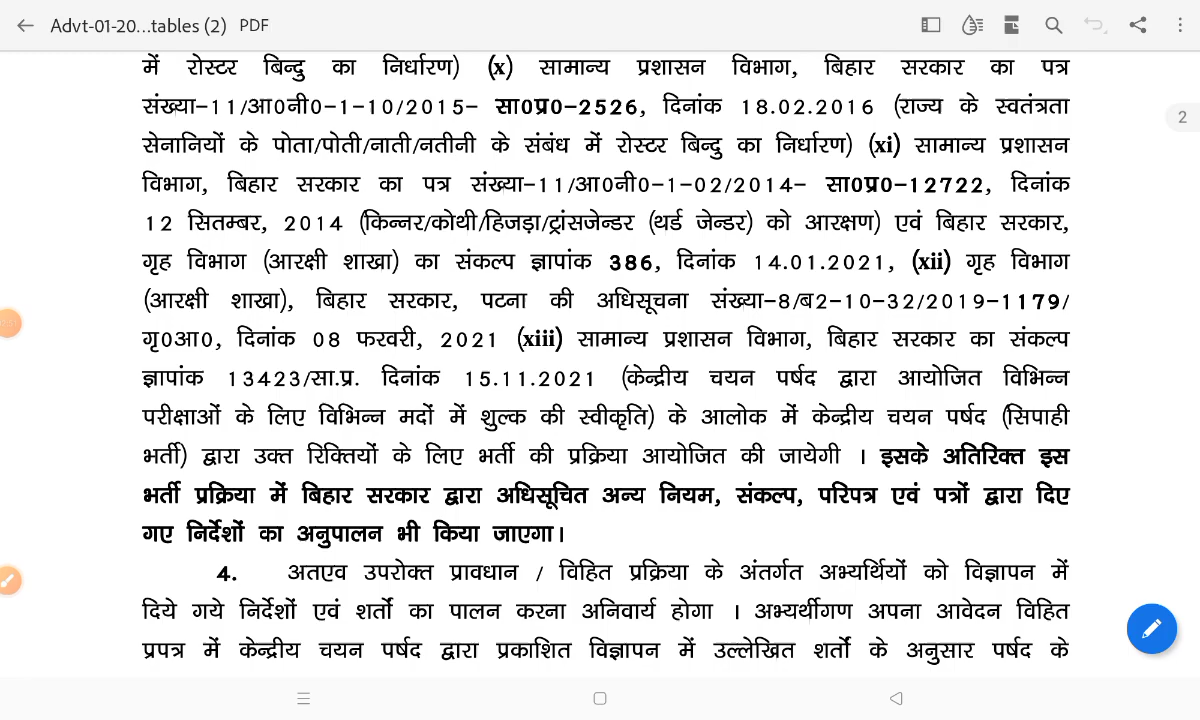 Advt-01-20...tables (2) PDF
में रोस्टर बिन्दु का निर्धारण) (x) सामान्य प्रशासन विभाग, बिहार सरकार का पत्र
संख्या-11/आ0नी0-1-10/2015- सा0प्र0-2526, दिनांक 18.02.2016 (राज्य के स्वतंत्रता
2
सेनानियों के पोता/पोती/नाती/नतीनी के संबंध में रोस्टर बिन्दु का निर्धारण) (xi) सामान्य प्रशासन
विभाग, बिहार सरकार का पत्र संख्या-11/आ0नी0-1-02/2014- सा0प्र0-12722, दिनांक
12 सितम्बर, 2014 (किन्नर/कोथी/हिजड़ा/ट्रांसजेन्डर (थर्ड जेन्डर) को आरक्षण) एवं बिहार सरकार,
गृह विभाग (आरक्षी शाखा) का संकल्प ज्ञापांक 386, दिनांक 14.01.2021, (xii) गृह विभाग
(आरक्षी शाखा), बिहार सरकार, पटना की अधिसूचना संख्या-8/ब2-10-32/2019-1179/
गृ0आ0, दिनांक 08 फरवरी, 2021 (xiii) सामान्य प्रशासन विभाग, बिहार सरकार का संकल्प
ज्ञापांक 13423/सा.प्र. दिनांक 15.11.2021 (केन्द्रीय चयन पर्षद द्वारा आयोजित विभिन्न
परीक्षाओं के लिए विभिन्न मदों में शुल्क की स्वीकृति) के आलोक में केन्द्रीय चयन पर्षद (सिपाही
भर्ती) द्वारा उक्त रिक्तियों के लिए भर्ती की प्रक्रिया आयोजित की जायेगी । इसके अतिरिक्त इस
भर्ती प्रक्रिया में बिहार सरकार द्वारा अधिसूचित अन्य नियम, संकल्प, परिपत्र एवं पत्रों द्वारा दिए
गए निर्देशों का अनुपालन भी किया जाएगा।
4. अतएव उपरोक्त प्रावधान / विहित प्रक्रिया के अंतर्गत अभ्यर्थियों को विज्ञापन में
दिये गये निर्देशों एवं शर्तों का पालन करना अनिवार्य होगा । अभ्यर्थीगण अपना आवेदन विहित
प्रपत्र में केन्द्रीय चयन पर्षद द्वारा प्रकाशित विज्ञापन में उल्लेखित शर्तों के अनुसार पर्षद के